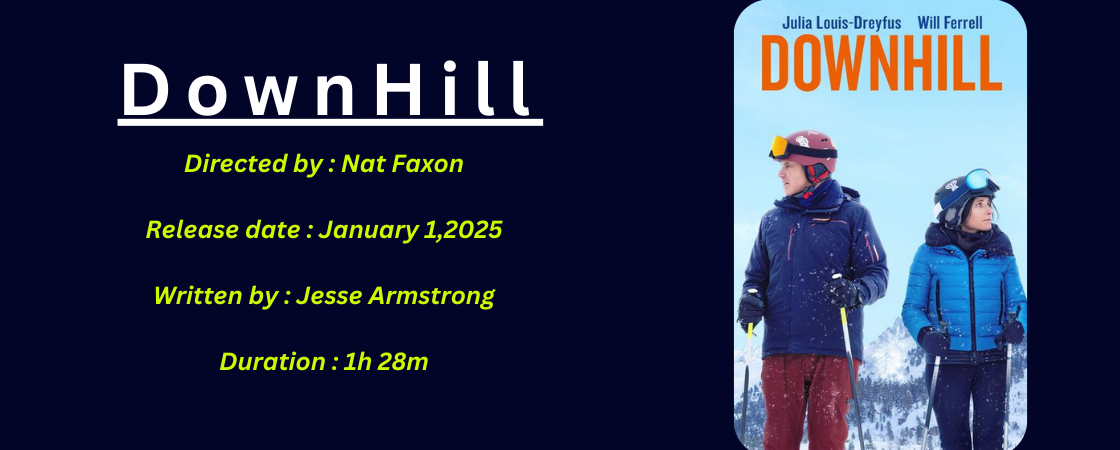 DownHill
Directed by : Nat Faxon
Release date : January 1,2025
Written by : Jesse Armstrong
Duration : 1h 28m
Julia Louis-Dreyfus Will Ferrell
DOWNHILL